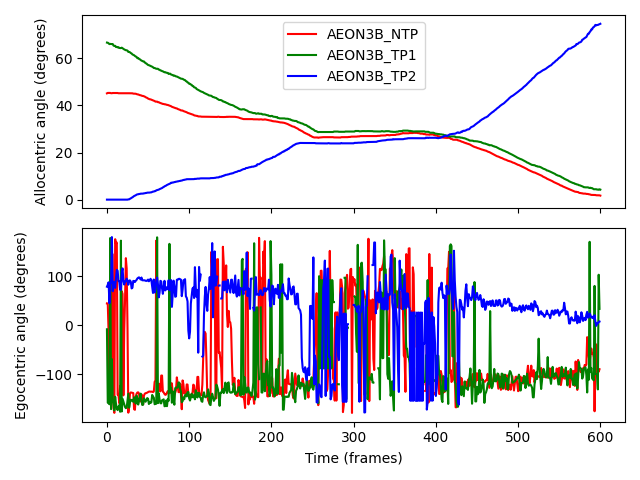 Allocentric angle (degrees)
60
40
20
0
AEON3B_NTP
AEON3B_TP1
AEON3B_TP2
Egocentric angle (degrees)
100
0
−100
0 100 200 300 400 500 600
Time (frames)